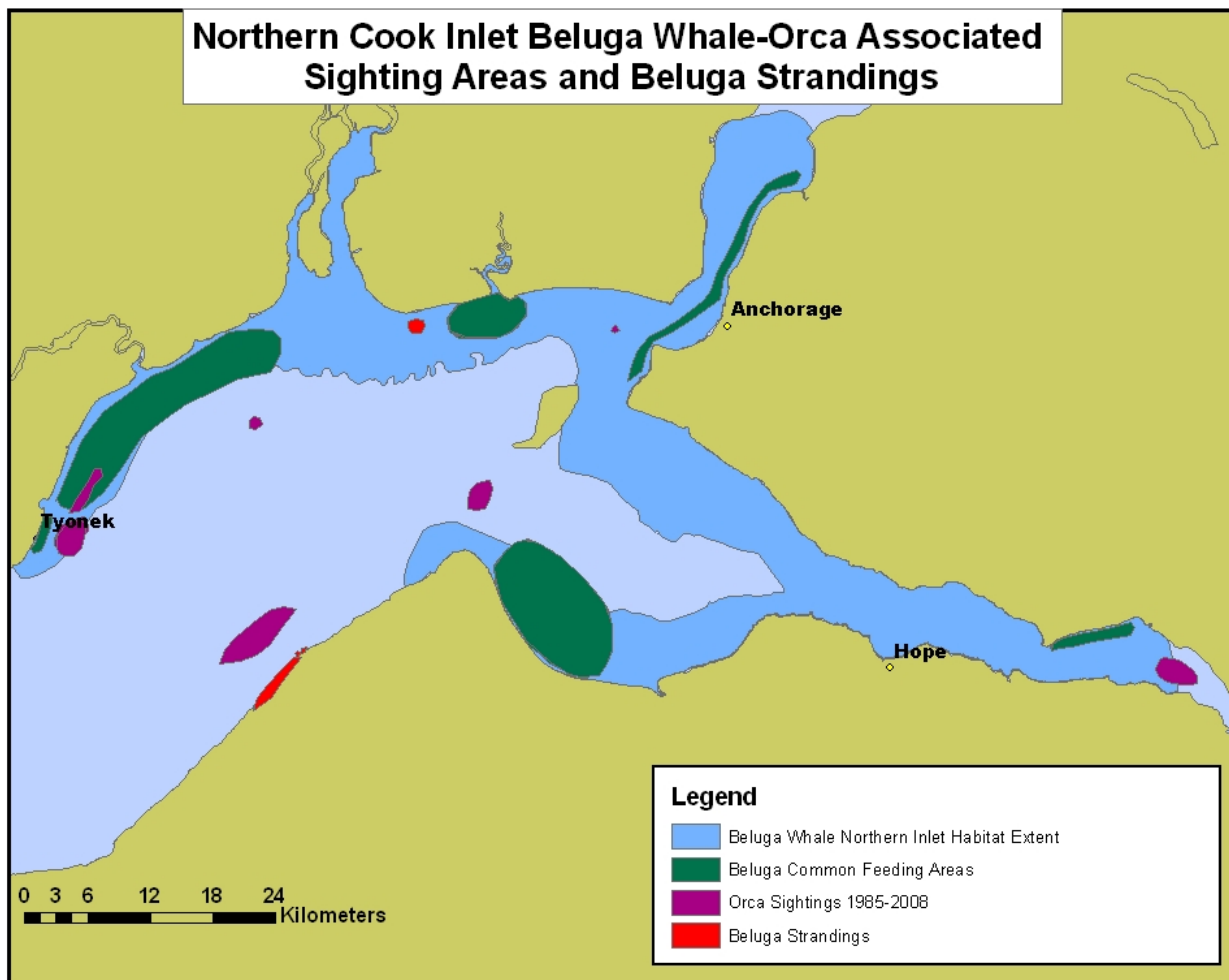 Northern Cook Inlet Beluga Whale-Orca Associated
Sighting Areas and Beluga Strandings
Anchorage
Tyonek
Hope
Legend
Beluga Whale Northern Inlet Habitat Extent
Beluga Common Feeding Areas
Orca Sightings 1985-2008
Beluga Strandings
0 3 6 12 18 24
Kilometers